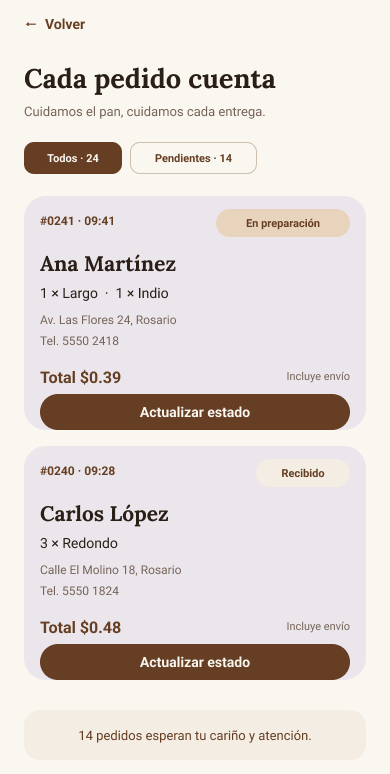 ← Volver
Cada pedido cuenta
Cuidamos el pan, cuidamos cada entrega.
Todos · 24
Pendientes · 14
#0241 · 09:41
En preparación
Ana Martínez
1 × Largo · 1 × Indio
Av. Las Flores 24, Rosario
Tel. 5550 2418
Total $0.39
Incluye envío
Actualizar estado
#0240 · 09:28
Recibido
Carlos López
3 × Redondo
Calle El Molino 18, Rosario
Tel. 5550 1824
Total $0.48
Incluye envío
Actualizar estado
14 pedidos esperan tu cariño y atención.